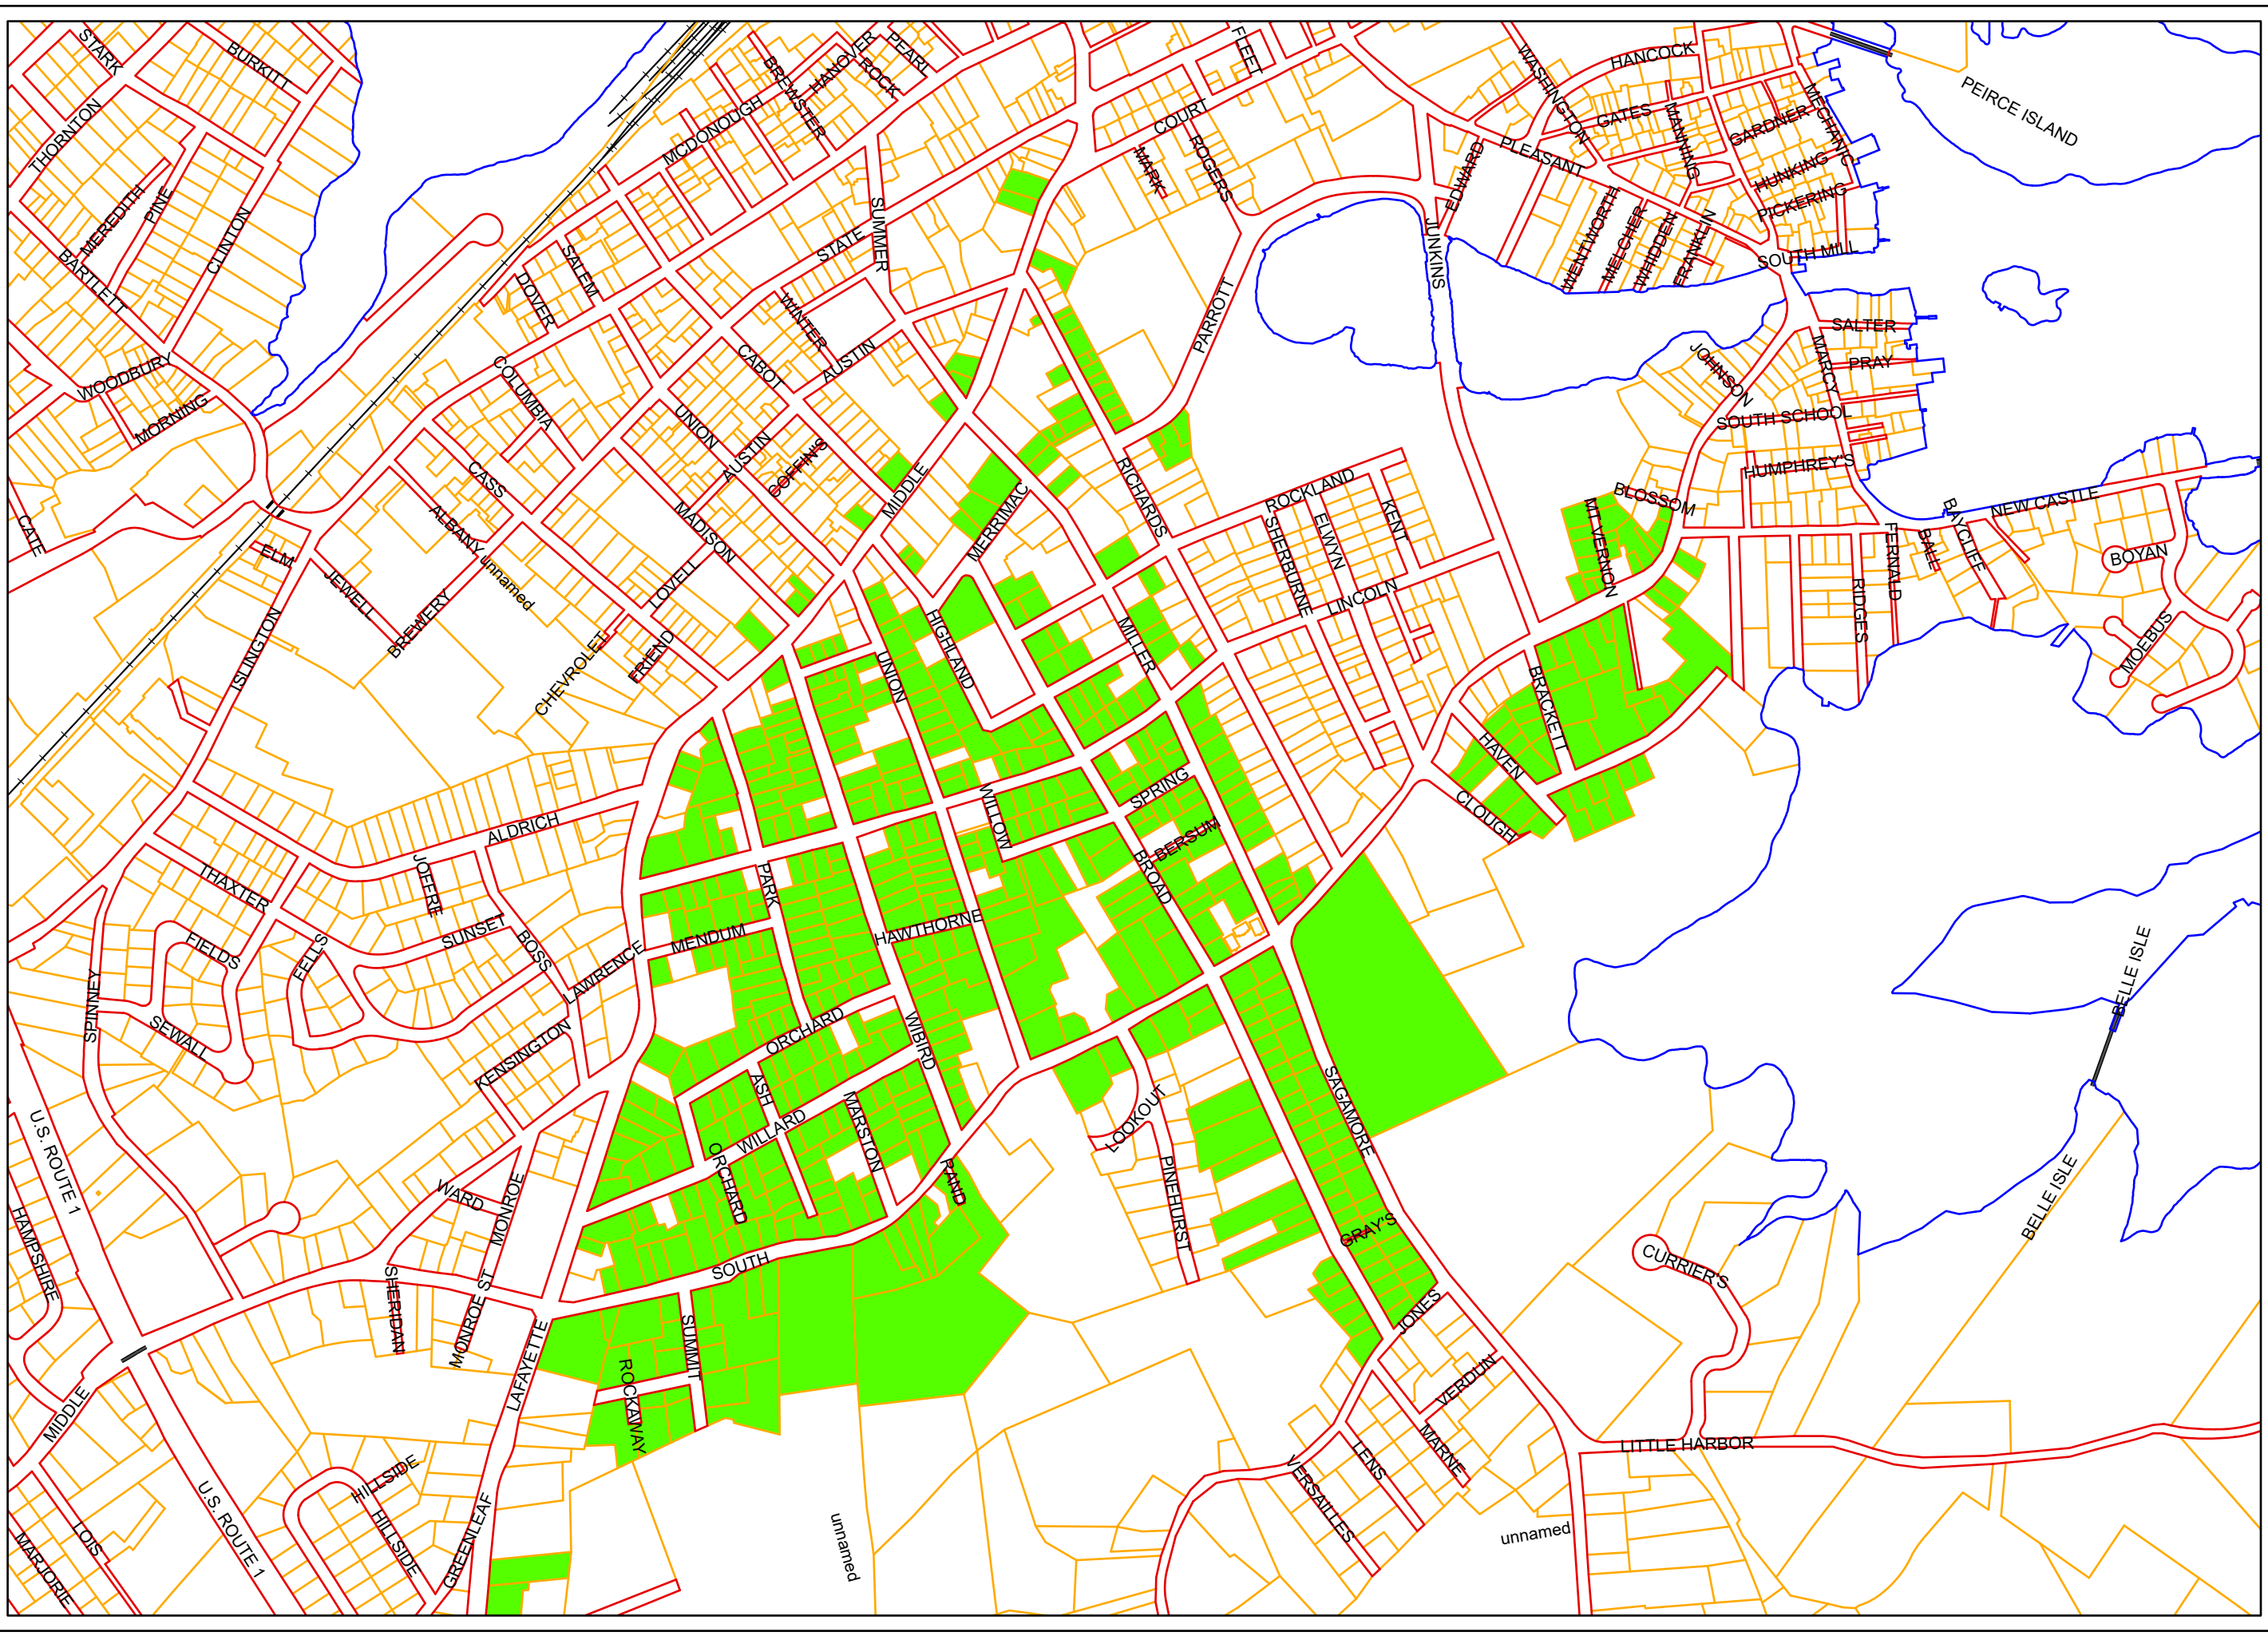 STARK
BURKITT
BREWSTER
HANOVER
PEARL
ROCK
FLEET
WASHINGTON
HANCOCK
PEIRCE ISLAND
THORNTON
MCDONOUGH
COURT
GATES
MANNING
MECHANIC
GARDNER
MEREDITH
PINE
MARK
ROGERS
PLEASANT
EDWARD
HUNKING
PICKERING
CLINTON
BARTLETT
SUMMER
STATE
SALEM
DOVER
JUNKINS
WENTWORTH
MELCHER
WHIDDEN
FRANKLIN
SOUTH MILL
WINTER
PARROTT
SALTER
WOODBURY
MORNING
COLUMBIA
CABOT
AUSTIN
JOHNSON
MARCY
PRAY
SOUTH SCHOOL
UNION
AUSTIN
COFFIN'S
MIDDLE
RICHARDS
HUMPHREY'S
CASS
ALBANY
unnamed
MADISON
MERRIMAC
ROCKLAND
KENT
SHERBURNE
ELWYN
BLOSSOM
MT VERNON
NEW CASTLE
BAYCLIFF
BALL
FERNALD
BOYAN
CATE
ELM
JEWELL
BREWERY
LOVELL
LINCOLN
RIDGES
ISLINGTON
CHEVROLET
FRIEND
UNION
HIGHLAND
MILLER
MOEBUS
BRACKETT
HAVEN
CLOUGH
ALDRICH
JOFFRE
WILLOW
SPRING
BERSUM
BROAD
THAXTER
SUNSET
BOSS
PARK
MENDUM
HAWTHORNE
FIELDS
FELLS
LAWRENCE
SPINNEY
SEWALL
KENSINGTON
ORCHARD
WIBIRD
BELLE ISLE
U.S. ROUTE 1
ASH
WILLARD
MARSTON
LOOKOUT
SAGAMORE
WARD
MONROE
ORCHARD
RAND
PINEHURST
BELLE ISLE
HAMPSHIRE
SHERIDAN
MONROE ST
SOUTH
GRAY'S
CURRIER'S
LAFAYETTE
SUMMIT
ROCKAWAY
JONES
VERDUN
MIDDLE
MARNE
LENS
VERSAILLES
LITTLE HARBOR
HILLSIDE
HILLSIDE
U.S. ROUTE 1
GREENLEAF
LOIS
MARJORIE
unnamed
unnamed